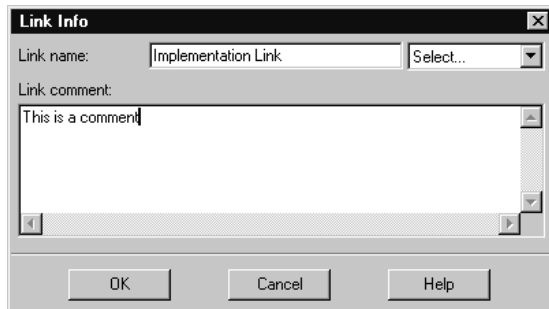 Link Info
Link name: Implementation Link Select...
Link comment:
This is a comment
OK Cancel Help